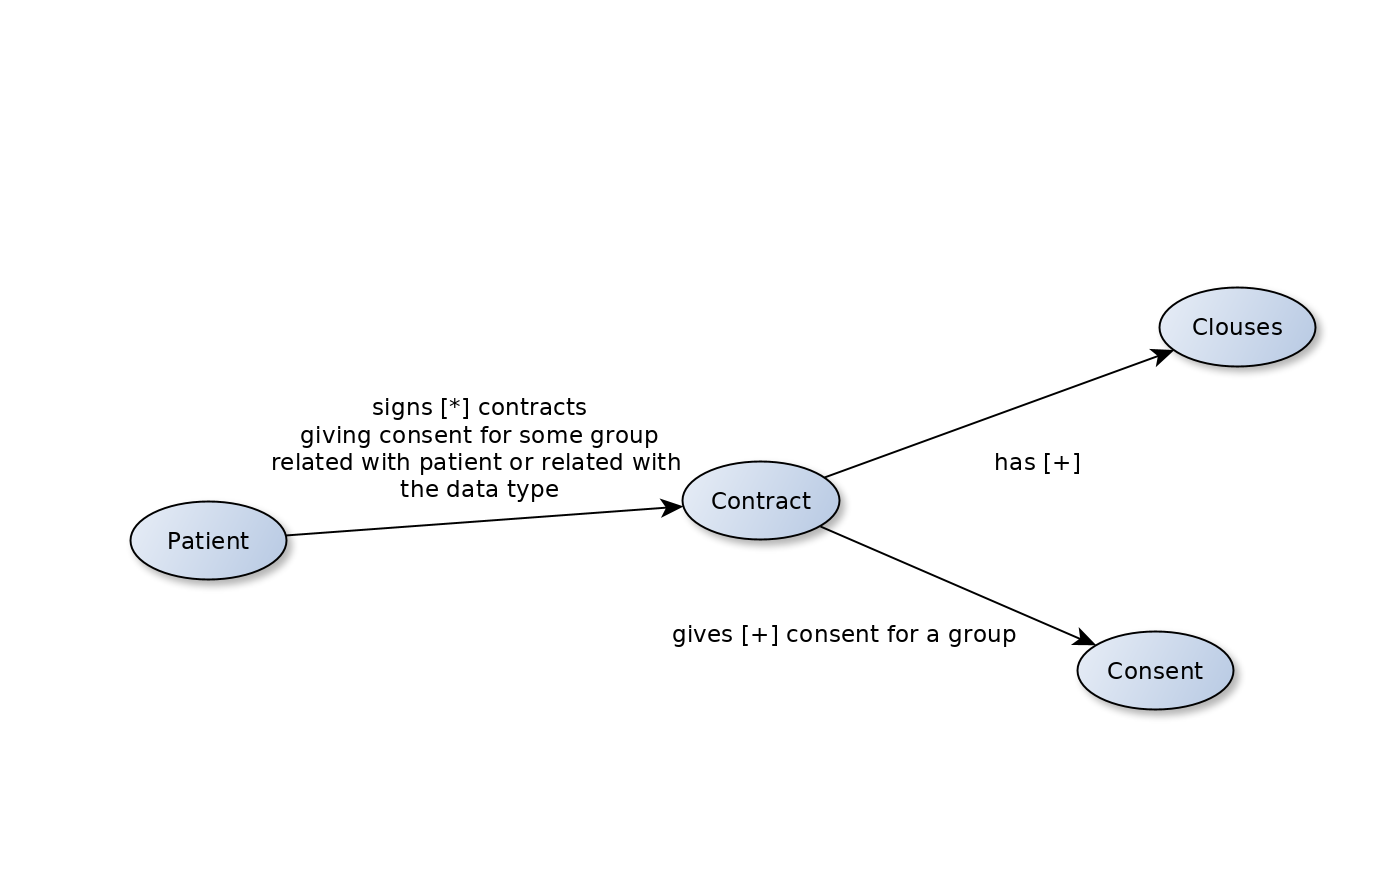 Clouses
signs [*] contracts
giving consent for some group
related with patient or related with
the data type
has [+]
Contract
Patient
gives [+] consent for a group
Consent